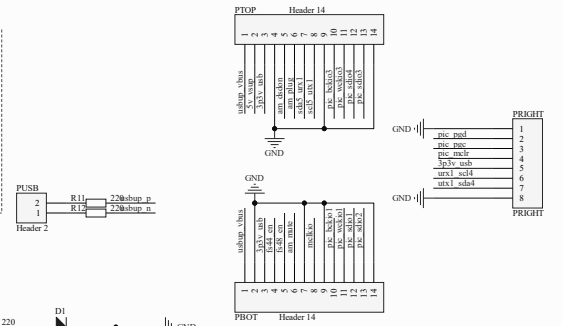 PTOP Header 14
1 2 3 4 5 6 7 8 9 10 11 12 13 14
usbup_vbus
5v_vsup
3p3v_usb
am_dsdon
am_plug
sda5_urx1
scl5_utx1
pic_bckio3
pic_wckio3
pic_sdio4
pic_sdio3
GND
PRIGHT
GND 1
pic_pgd 2
pic_pgc 3
pic_mclr 4
3p3v_usb 5
urx1_scl4 6
utx1_sda4 7
GND 8
PRIGHT
PUSB
2 R11 220 usbup_p
1 R12 220 usbup_n
Header 2
GND
usbup_vbus
3p3v_usb
fs44_en
fs48_en
am_mute
mclkio
pic_bckio1
pic_wckio1
pic_sdio1
pic_sdio2
1 2 3 4 5 6 7 8 9 10 11 12 13 14
PBOT Header 14
D1
220
GND